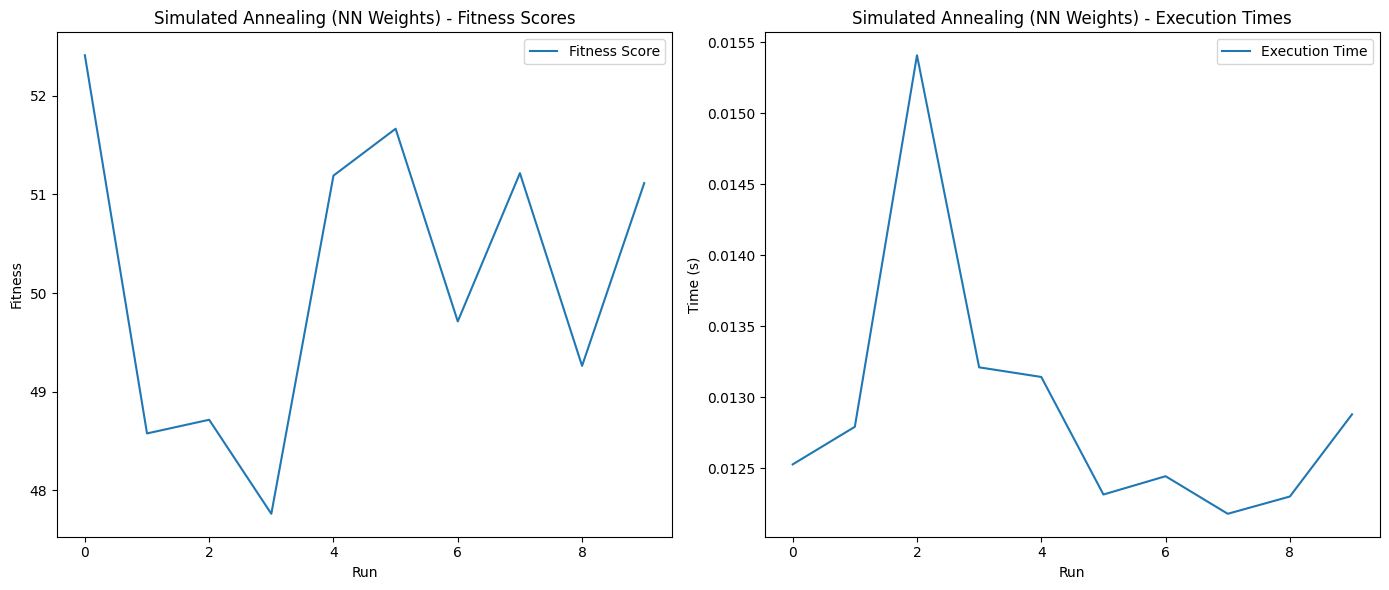 Simulated Annealing (NN Weights) - Fitness Scores
Fitness Score
52
51
50
49
48
Fitness
0
2
4
6
8
Run
Simulated Annealing (NN Weights) - Execution Times
Execution Time
0.0155
0.0150
0.0145
0.0140
0.0135
0.0130
0.0125
Time (s)
0
2
4
6
8
Run